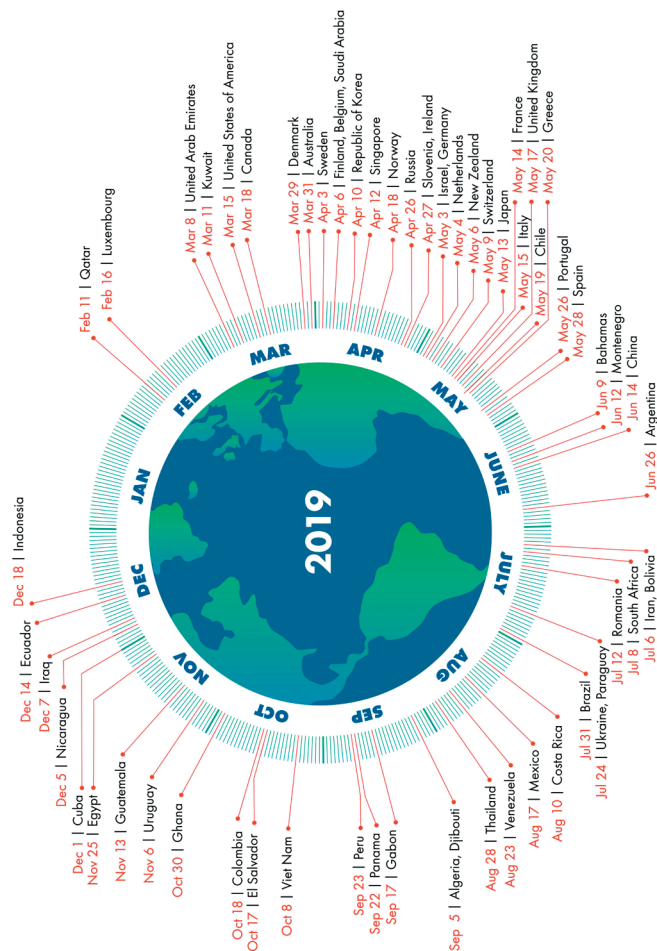 2019
JAN
FEB
MAR
APR
MAY
JUNE
JULY
AUG
SEP
OCT
NOV
DEC
Feb 11 | Qatar
Feb 16 | Luxembourg
Mar 8 | United Arab Emirates
Mar 11 | Kuwait
Mar 15 | United States of America
Mar 18 | Canada
Mar 29 | Denmark
Mar 31 | Australia
Apr 3 | Sweden
Apr 6 | Finland, Belgium, Saudi Arabia
Apr 10 | Republic of Korea
Apr 12 | Singapore
Apr 18 | Norway
Apr 26 | Russia
Apr 27 | Slovenia, Ireland
May 3 | Israel, Germany
May 4 | Netherlands
May 6 | New Zealand
May 9 | Switzerland
May 13 | Japan
May 14 | France
May 15 | Italy
May 17 | United Kingdom
May 19 | Chile
May 20 | Greece
May 26 | Portugal
May 28 | Spain
Jun 9 | Bahamas
Jun 12 | Montenegro
Jun 14 | China
Jun 26 | Argentina
Jul 6 | Iran, Bolivia
Jul 8 | South Africa
Jul 12 | Romania
Jul 24 | Ukraine, Paraguay
Jul 31 | Brazil
Aug 10 | Costa Rica
Aug 17 | Mexico
Aug 23 | Venezuela
Aug 28 | Thailand
Sep 5 | Algeria, Djibouti
Sep 17 | Gabon
Sep 22 | Panama
Sep 23 | Peru
Oct 8 | Viet Nam
Oct 17 | El Salvador
Oct 18 | Colombia
Oct 30 | Ghana
Nov 6 | Uruguay
Nov 13 | Guatemala
Nov 25 | Egypt
Dec 1 | Cuba
Dec 5 | Nicaragua
Dec 7 | Iraq
Dec 14 | Ecuador
Dec 18 | Indonesia